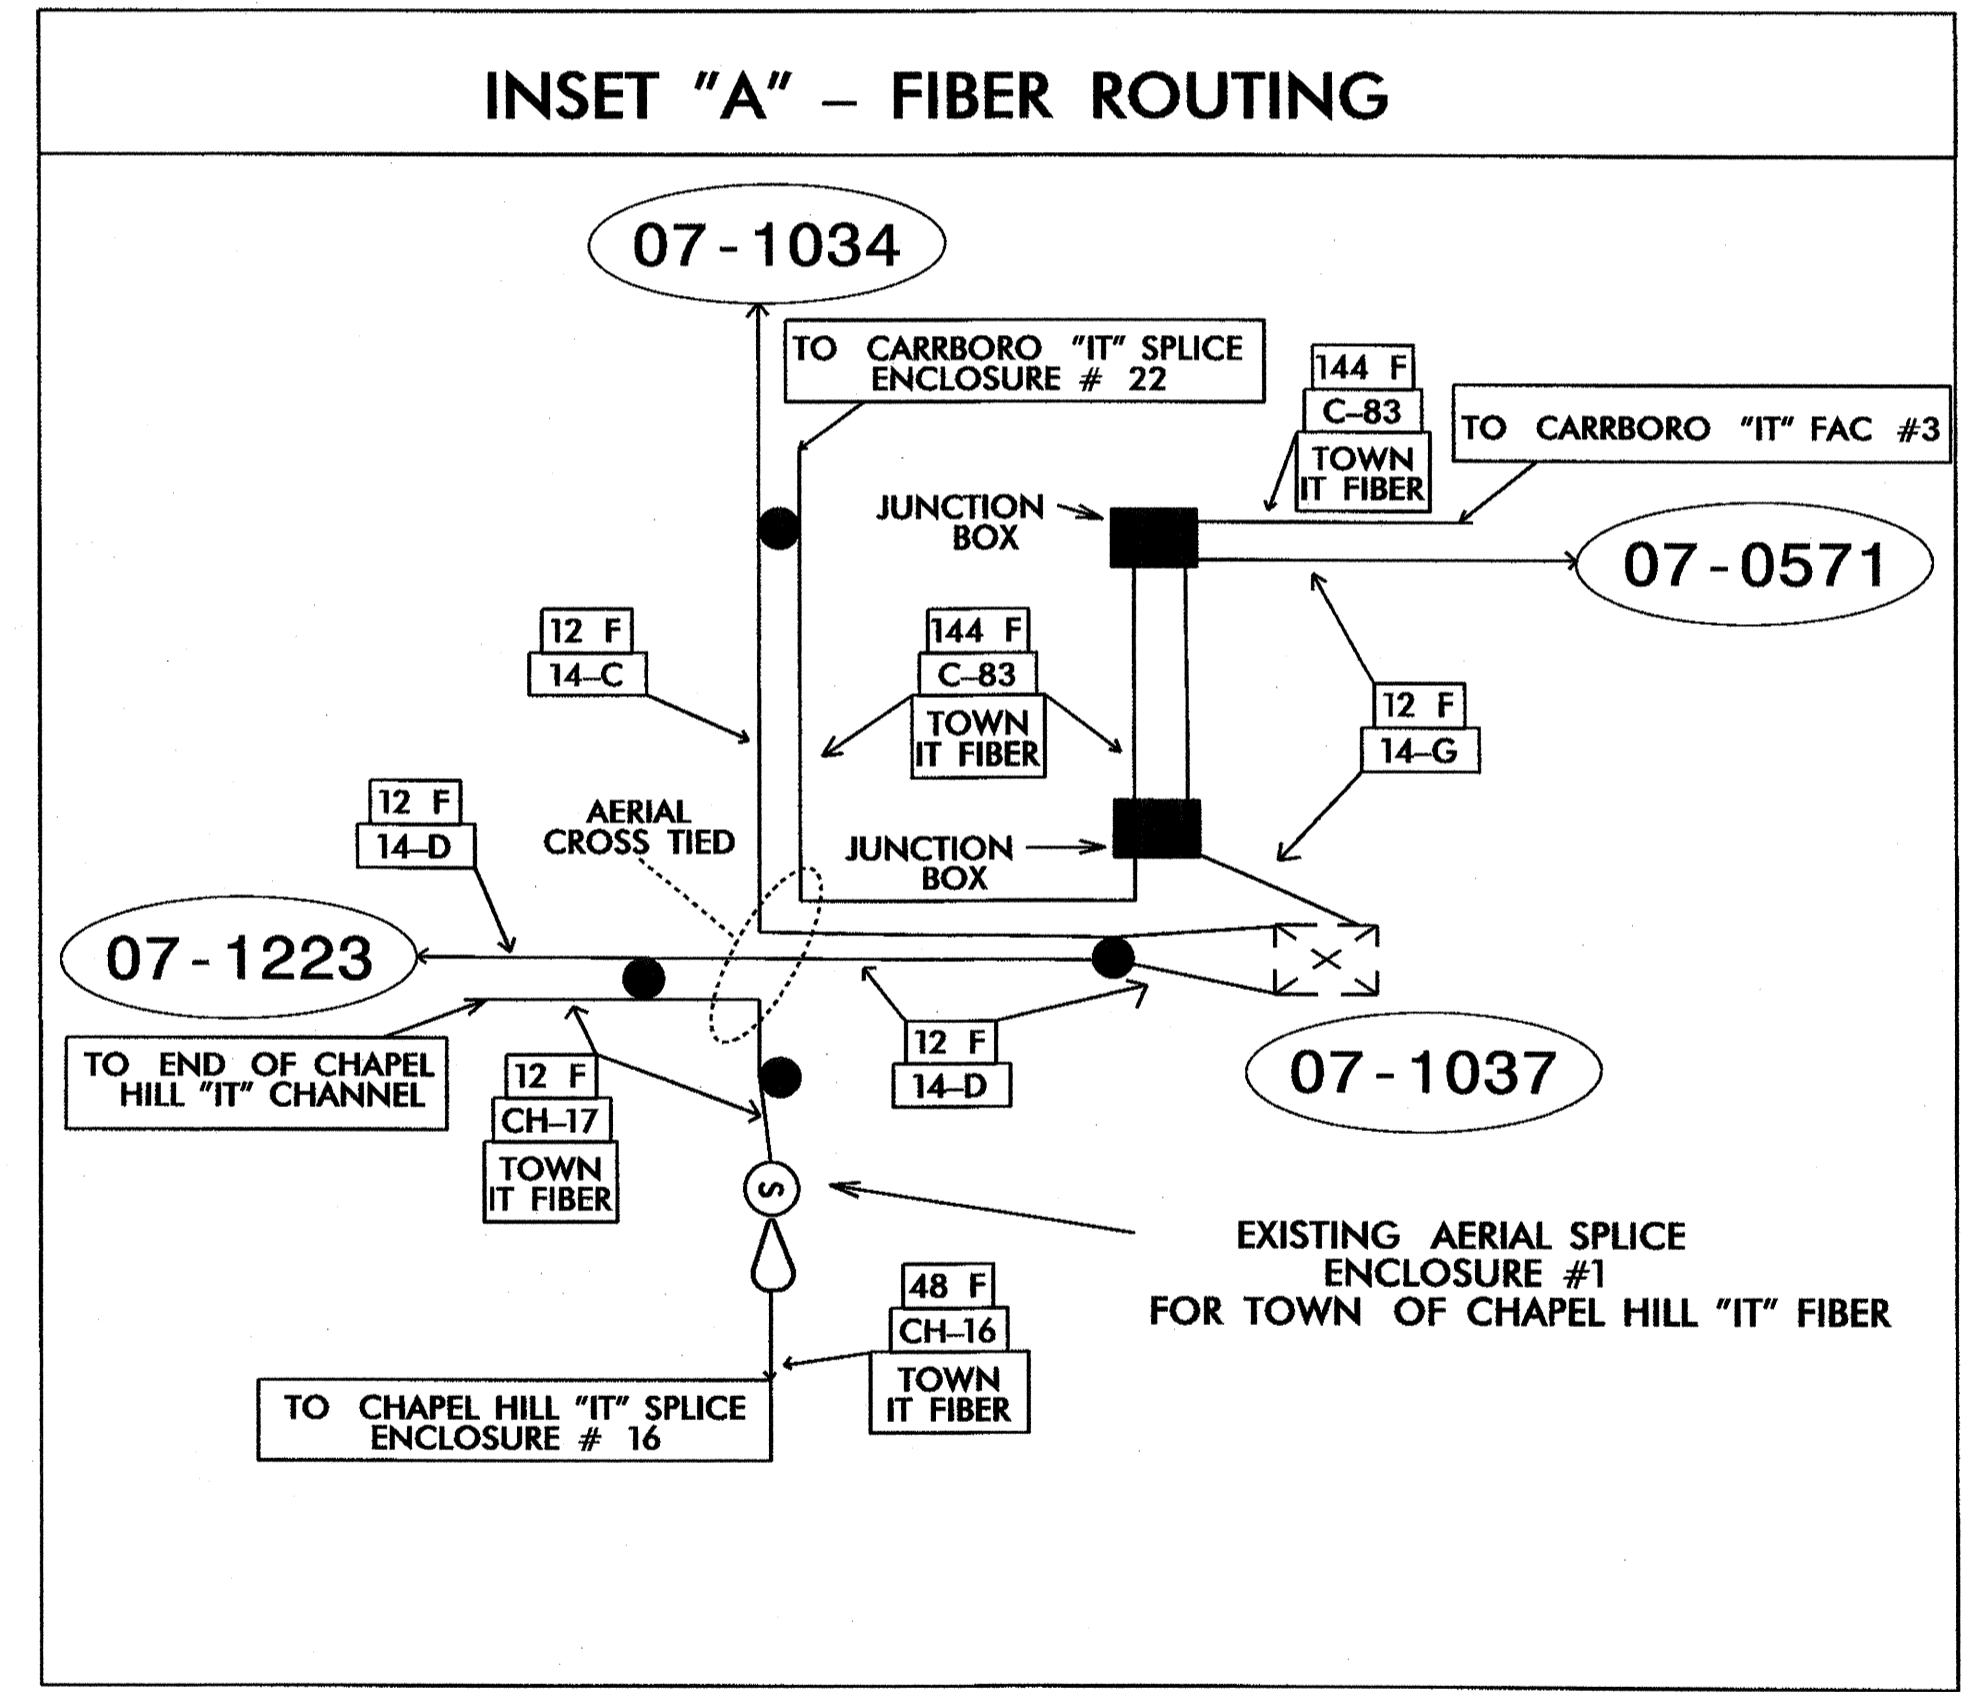 INSET "A" – FIBER ROUTING
07-1034
TO CARRBORO "IT" SPLICE
ENCLOSURE # 22
144 F
C-83
TOWN
IT FIBER
TO CARRBORO "IT" FAC #3
JUNCTION
BOX
07-0571
12 F
14-C
144 F
C-83
TOWN
IT FIBER
12 F
14-G
12 F
14-D
AERIAL
CROSS TIED
JUNCTION
BOX
07-1223
12 F
14-D
07-1037
TO END OF CHAPEL
HILL "IT" CHANNEL
12 F
CH-17
TOWN
IT FIBER
S
EXISTING AERIAL SPLICE
ENCLOSURE #1
FOR TOWN OF CHAPEL HILL "IT" FIBER
48 F
CH-16
TOWN
IT FIBER
TO CHAPEL HILL "IT" SPLICE
ENCLOSURE # 16